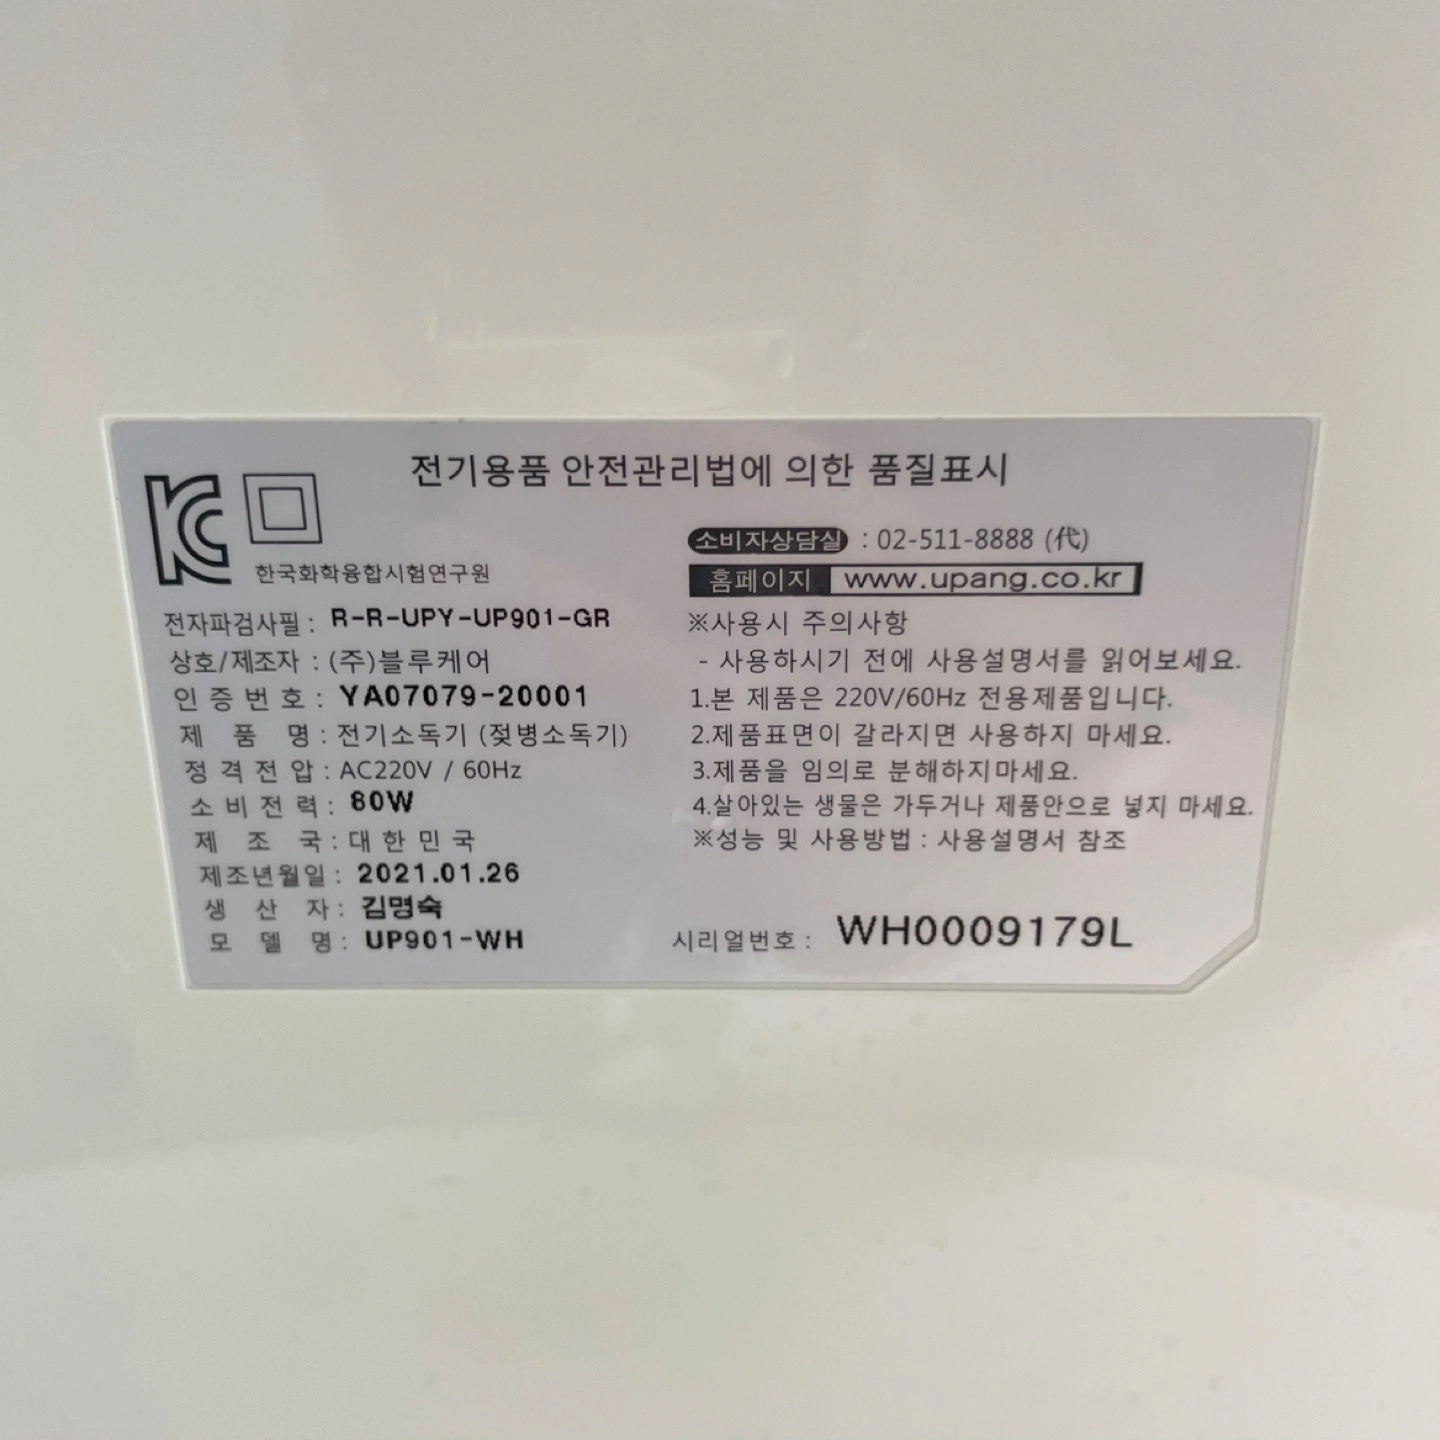 전기용품 안전관리법에 의한 품질표시
KC
한국화학융합시험연구원
전자파검사필 : R-R-UPY-UP901-GR
상호/제조자 : (주)블루케어
인 증 번 호 : YA07079-20001
제 품 명 : 전기소독기 (젖병소독기)
정 격 전 압 : AC220V / 60Hz
소 비 전 력 : 80W
제 조 국 : 대 한 민 국
제조년월일 : 2021.01.26
생 산 자 : 김명숙
모 델 명 : UP901-WH
소비자상담실 : 02-511-8888 (代)
홈페이지 www.upang.co.kr
※사용시 주의사항
- 사용하시기 전에 사용설명서를 읽어보세요.
1.본 제품은 220V/60Hz 전용제품입니다.
2.제품표면이 갈라지면 사용하지 마세요.
3.제품을 임의로 분해하지마세요.
4.살아있는 생물은 가두거나 제품안으로 넣지 마세요.
※성능 및 사용방법 : 사용설명서 참조
시리얼번호 : WH0009179L